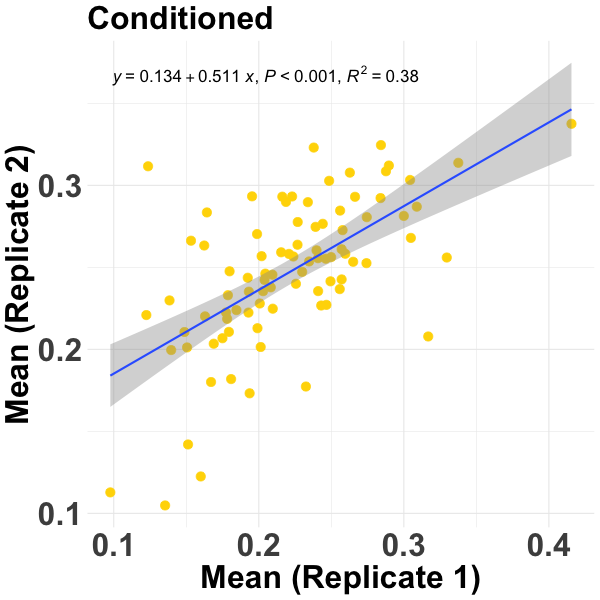 Conditioned
y = 0.134 + 0.511 x, P < 0.001, R² = 0.38
Mean (Replicate 2)
0.3
0.2
0.1
0.1 0.2 0.3 0.4
Mean (Replicate 1)